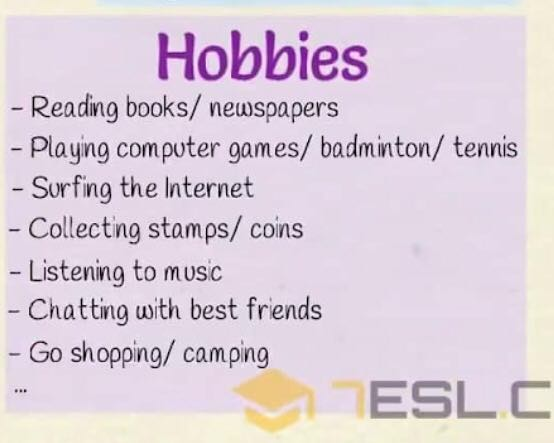 Hobbies
- Reading books/ newspapers
- Playing computer games/ badminton/ tennis
- Surfing the Internet
- Collecting stamps/ coins
- Listening to music
- Chatting with best friends
- Go shopping/ camping
...
7ESL.C